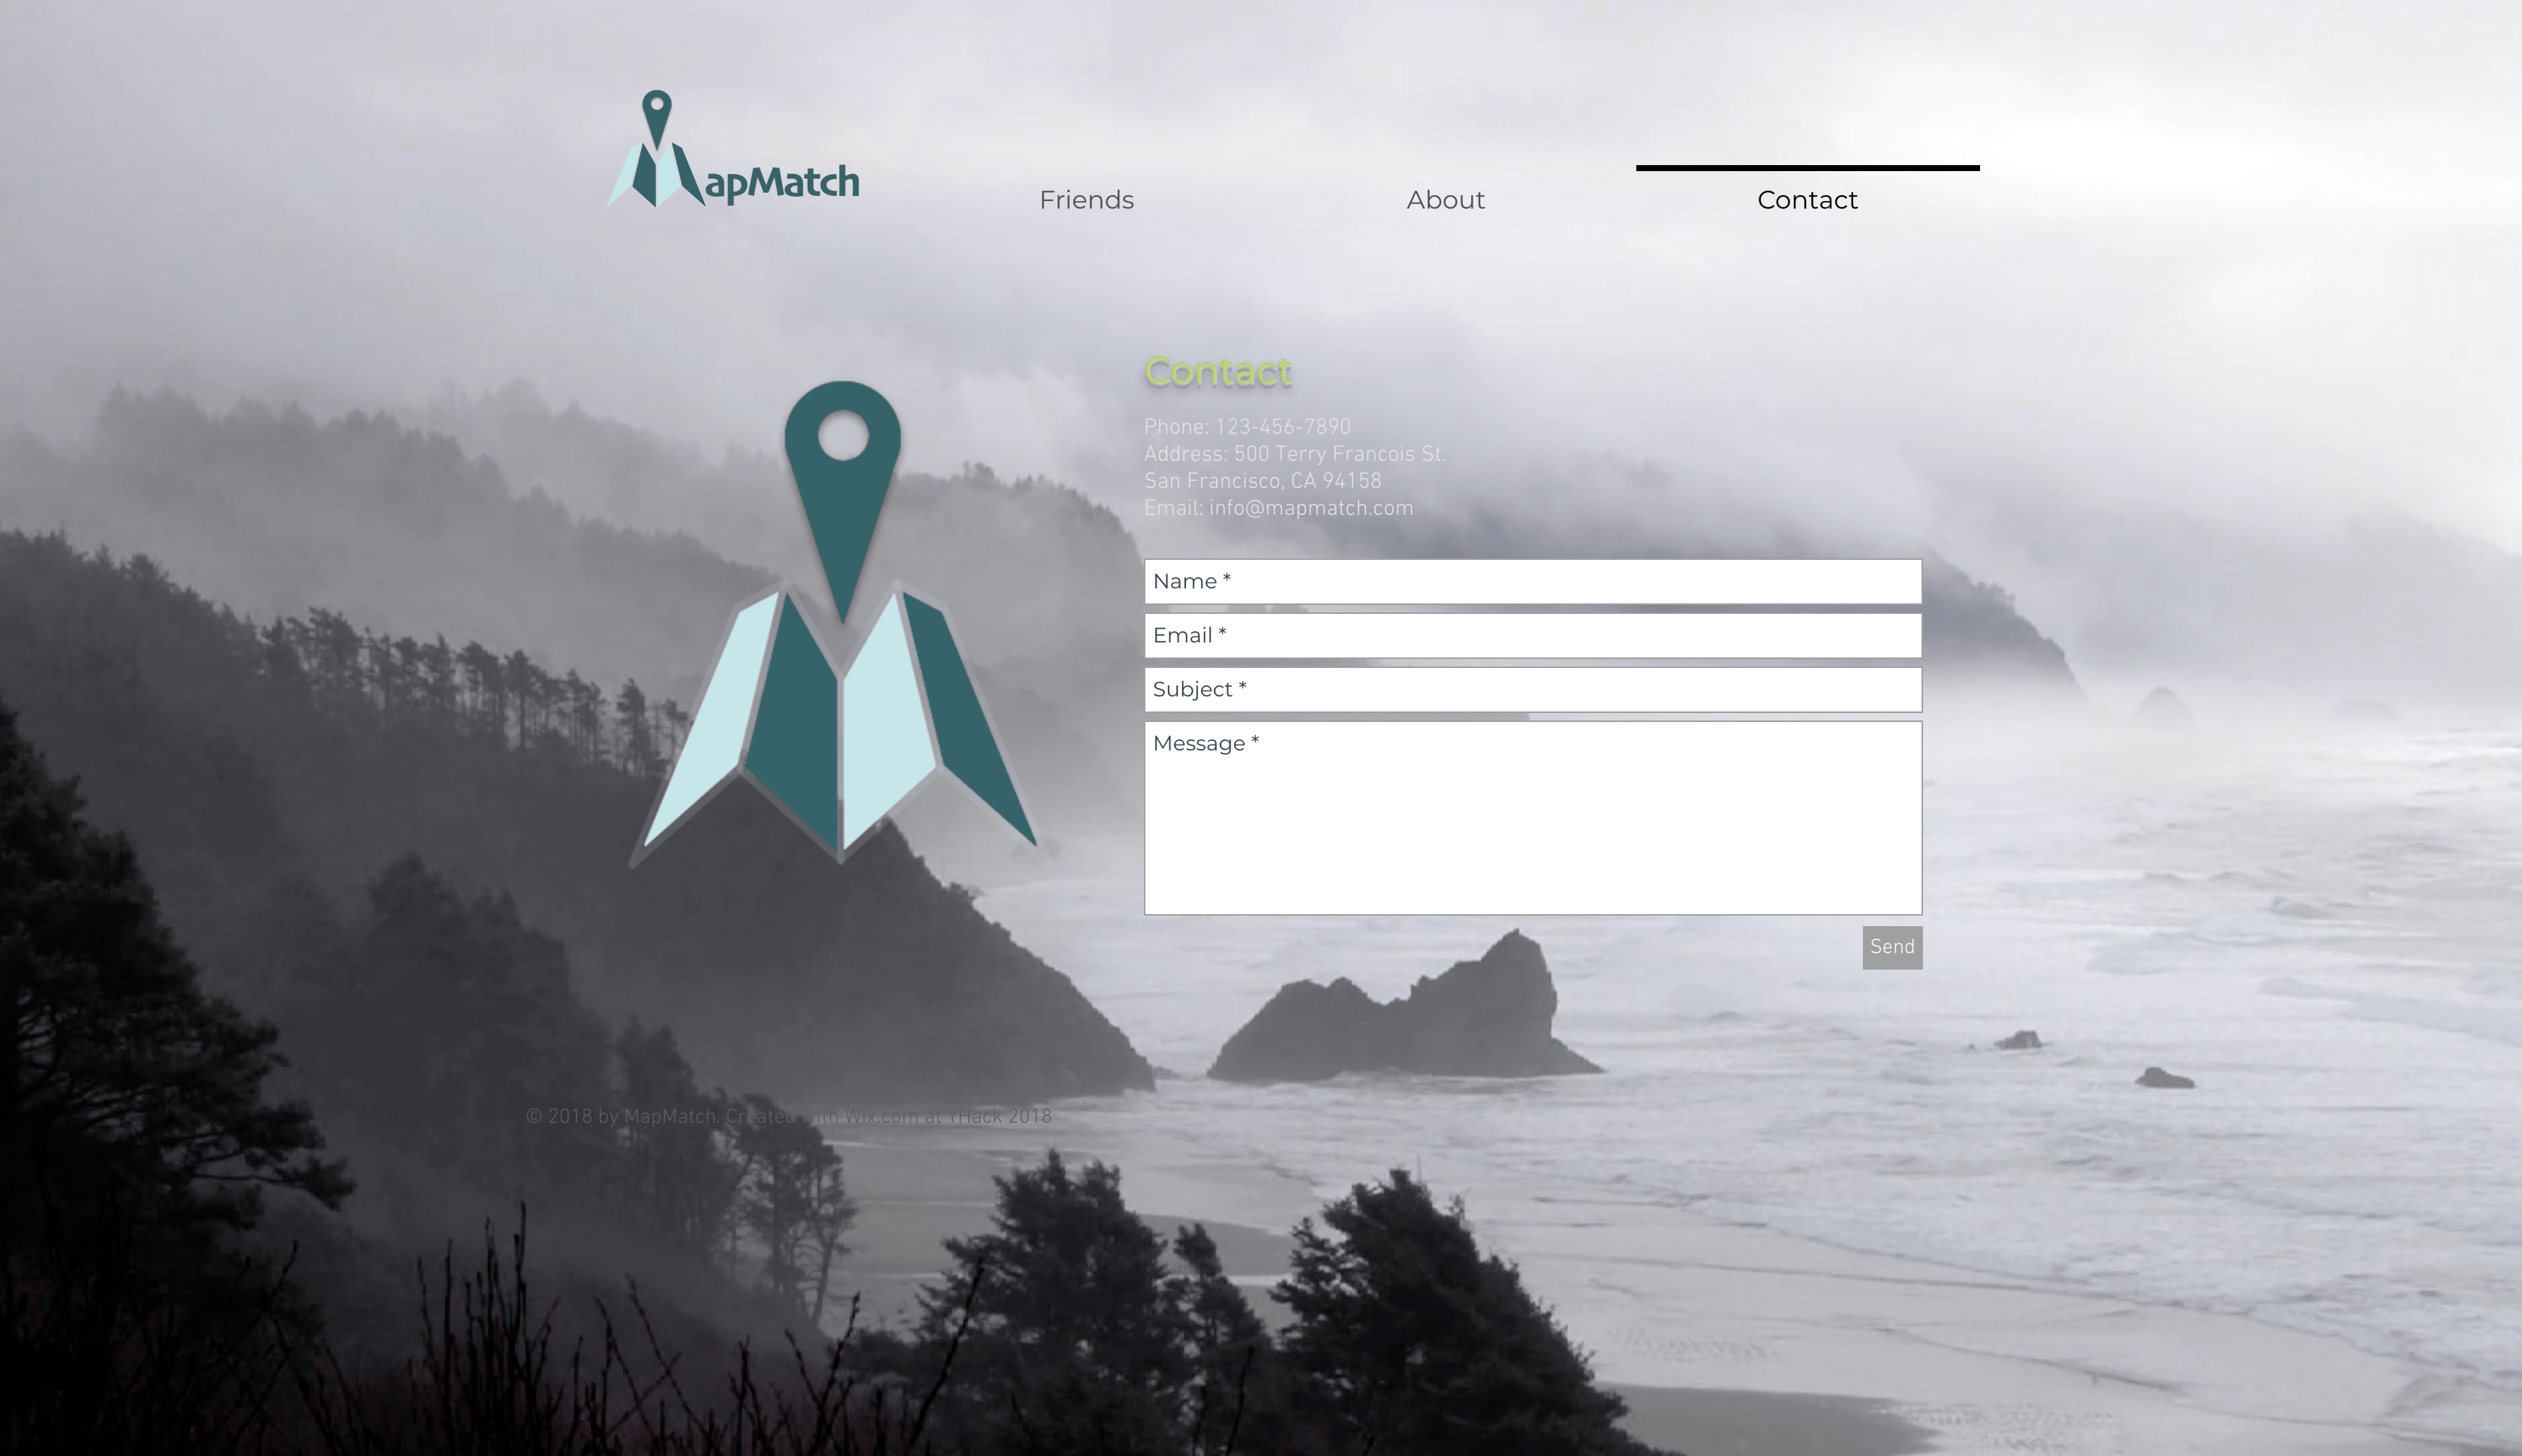 MapMatch
Friends
About
Contact
Contact
Phone: 123-456-7890
Address: 500 Terry Francois St.
San Francisco, CA 94158
Email: info@mapmatch.com
Name *
Email *
Subject *
Message *
Send
© 2018 by MapMatch. Created with Wix.com at YHack 2018